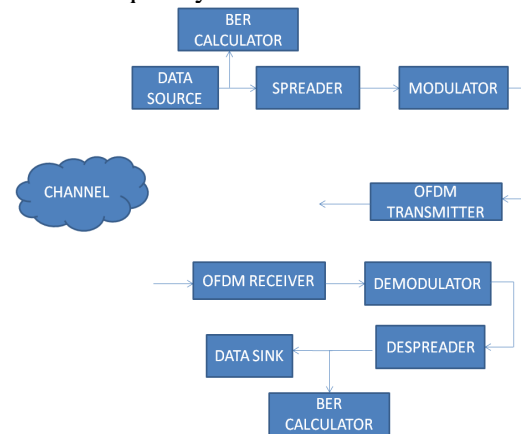 BER
CALCULATOR
DATA
SOURCE
SPREADER
MODULATOR
CHANNEL
OFDM
TRANSMITTER
OFDM RECEIVER
DEMODULATOR
DATA SINK
DESPREADER
BER
CALCULATOR